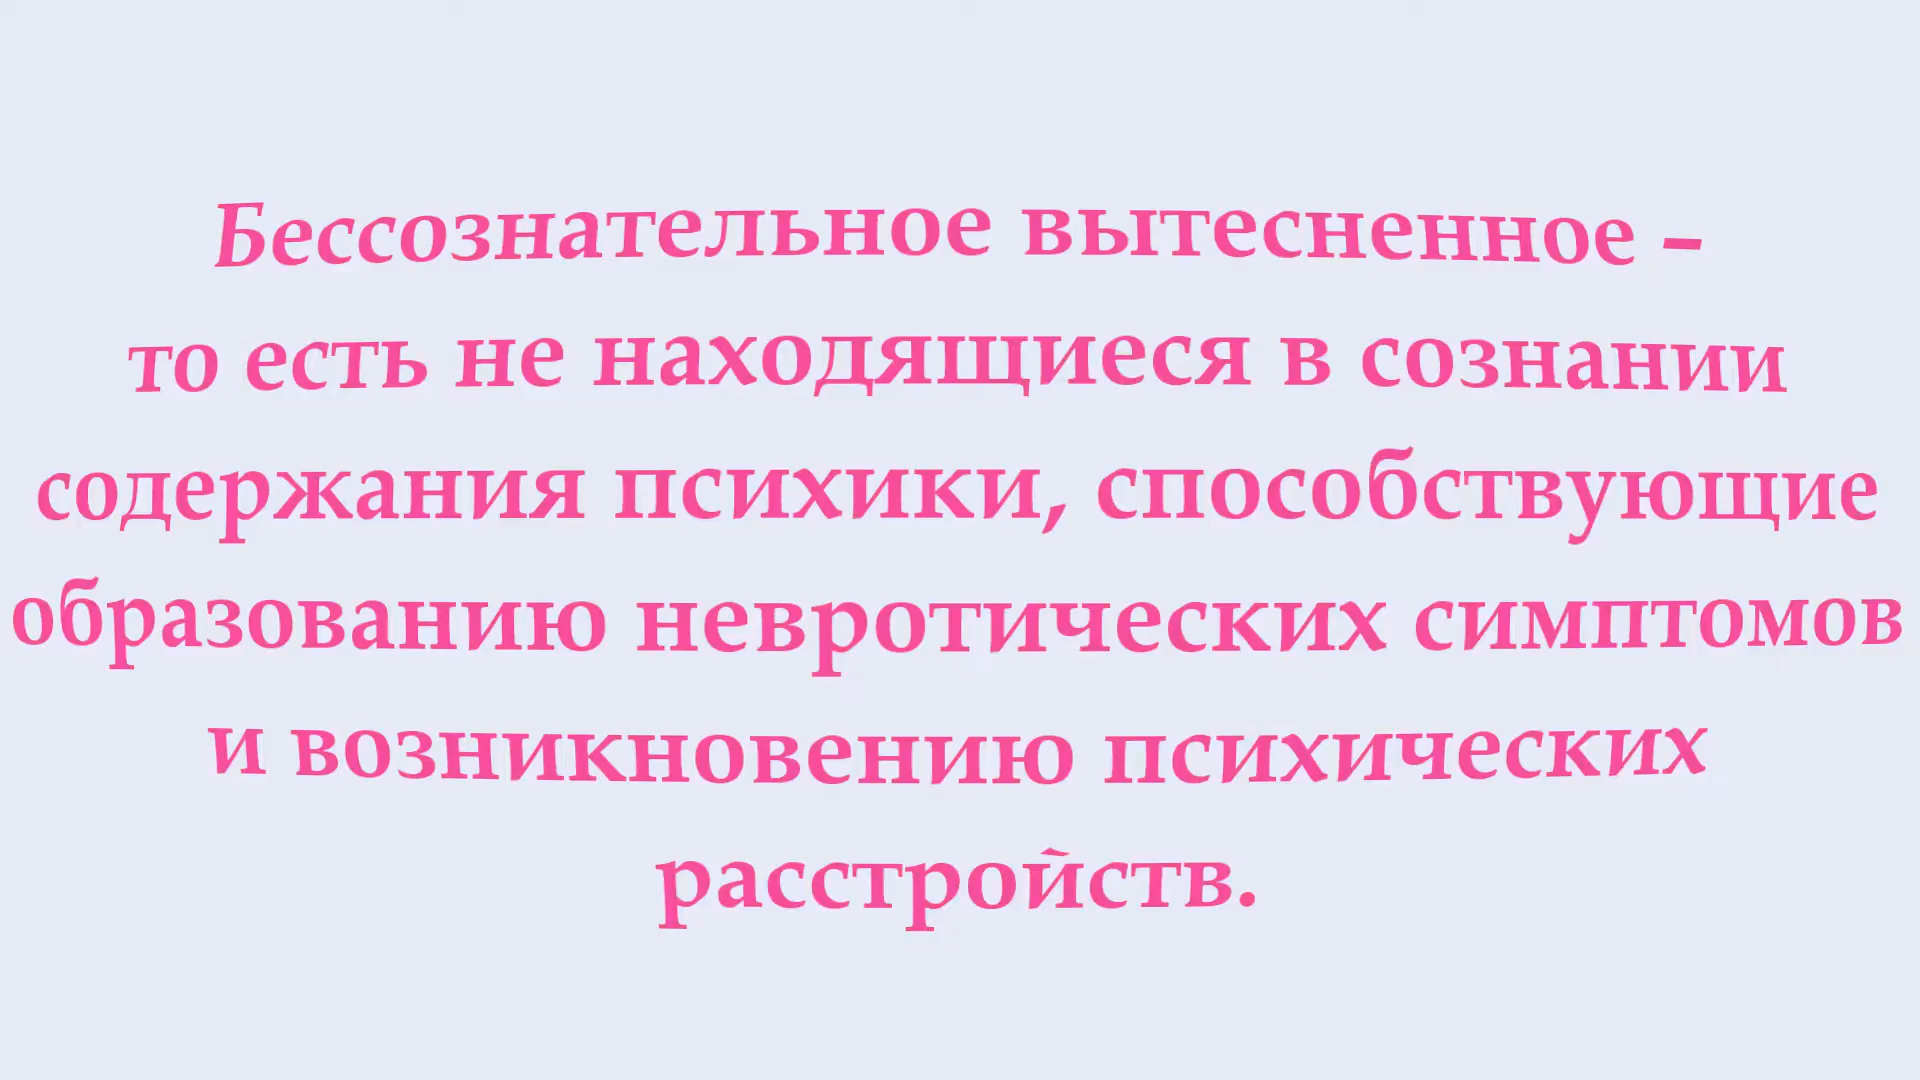 Бессознательное вытесненное –
то есть не находящиеся в сознании
содержания психики, способствующие
образованию невротических симптомов
и возникновению психических
расстройств.